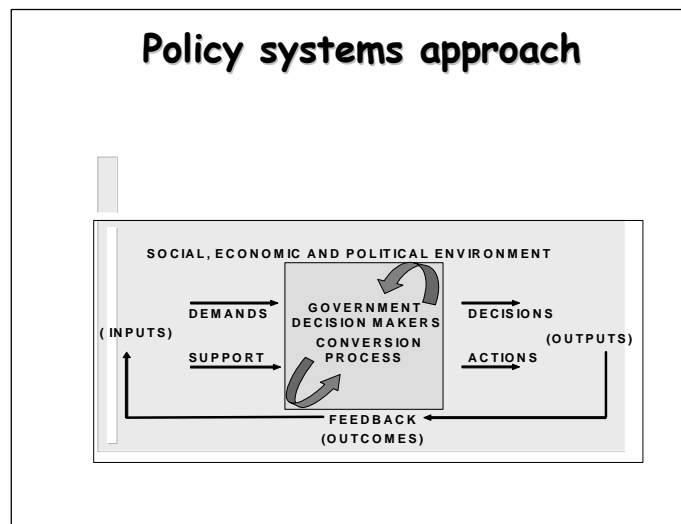 Policy systems approach
SOCIAL, ECONOMIC AND POLITICAL ENVIRONMENT
(INPUTS)
DEMANDS
SUPPORT
GOVERNMENT
DECISION MAKERS
CONVERSION
PROCESS
DECISIONS
ACTIONS
(OUTPUTS)
FEEDBACK
(OUTCOMES)